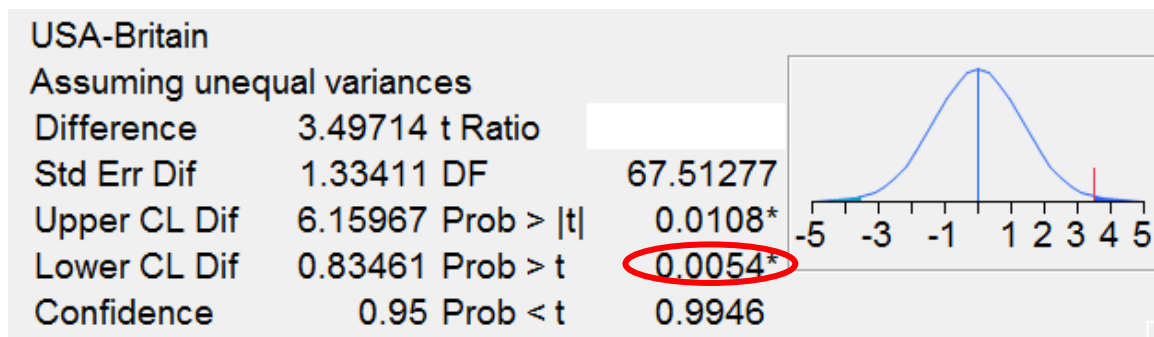 USA-Britain
Assuming unequal variances
Difference 3.49714 t Ratio
Std Err Dif 1.33411 DF 67.51277
Upper CL Dif 6.15967 Prob > |t| 0.0108*
Lower CL Dif 0.83461 Prob > t 0.0054*
Confidence 0.95 Prob < t 0.9946
-5 -3 -1 1 2 3 4 5